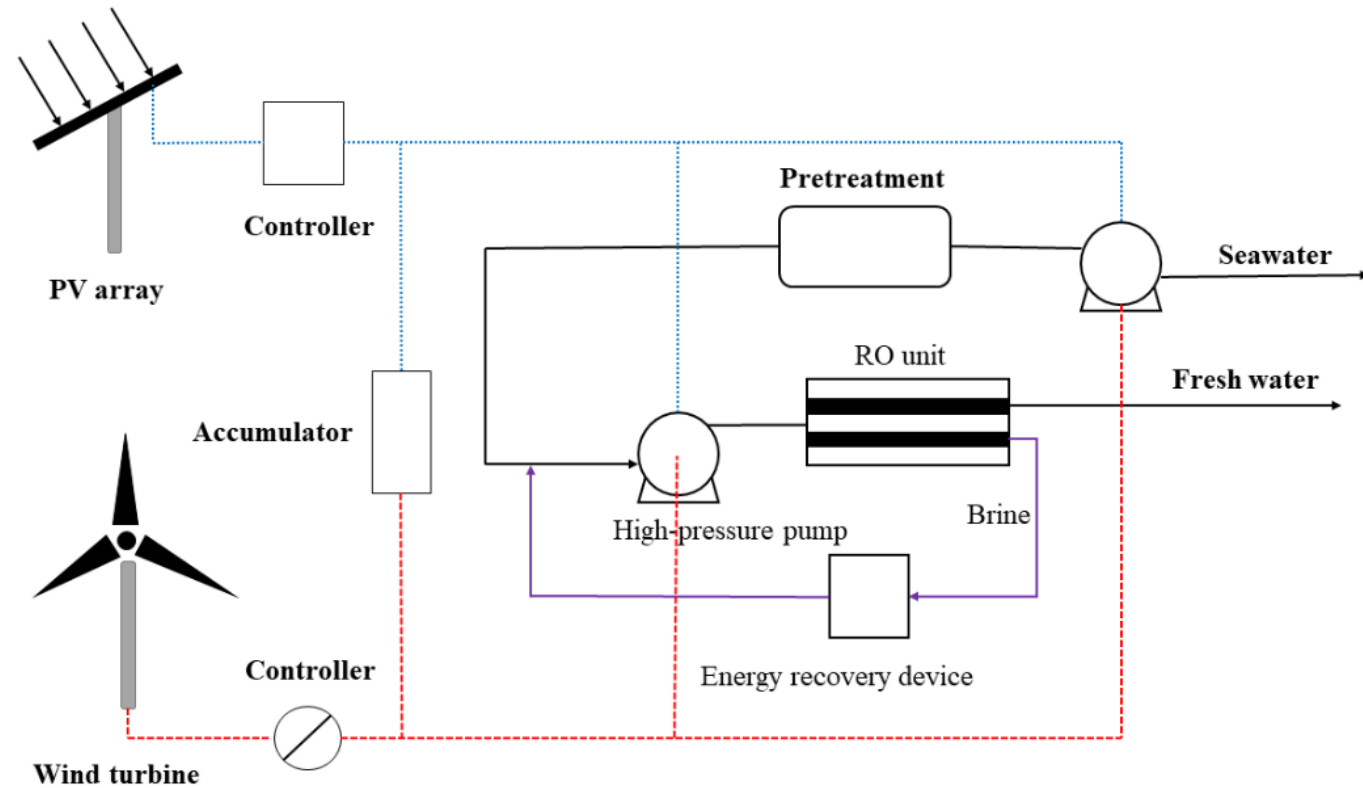 Pretreatment
Controller
Seawater
PV array
RO unit
Fresh water
Accumulator
Brine
High-pressure pump
Controller
Energy recovery device
Wind turbine